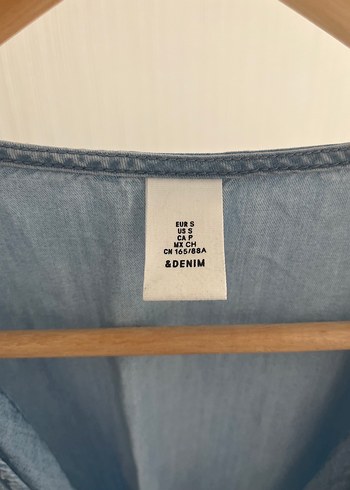 EUR S
US S
CA P
MX CH
CN 165/88A
&DENIM